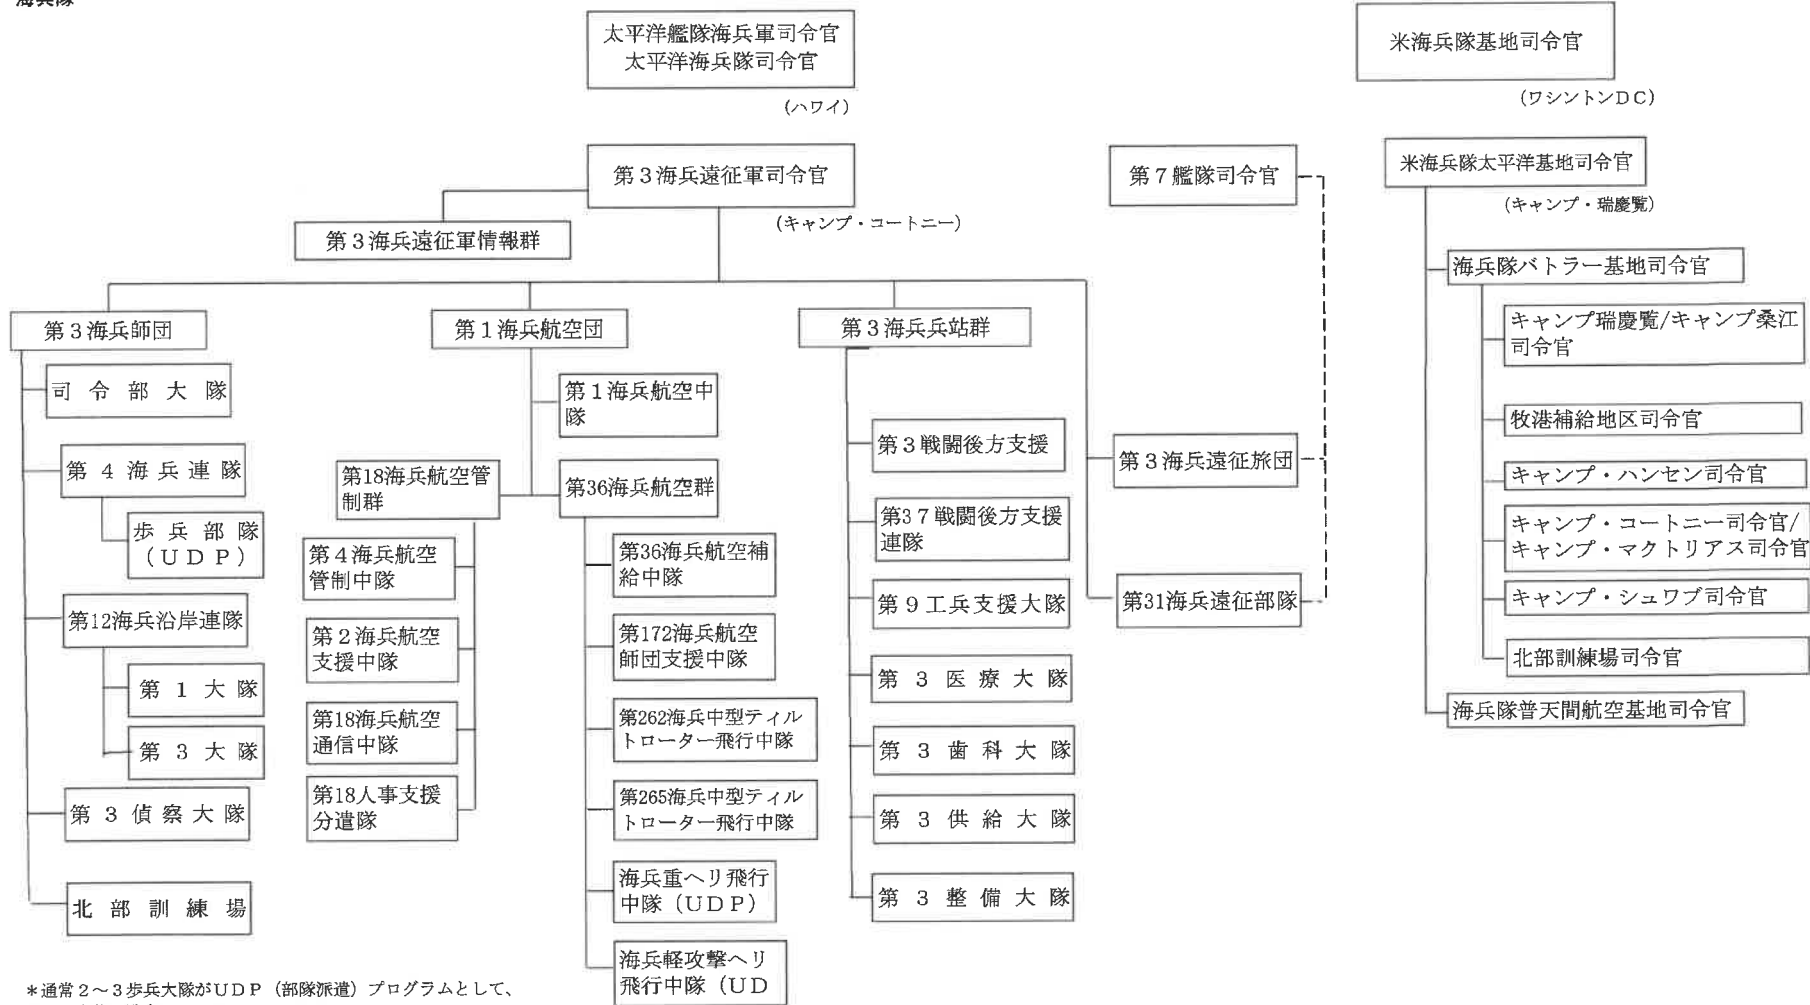 海兵隊
太平洋艦隊海兵軍司令官
太平洋海兵隊司令官
(ハワイ)
米海兵隊基地司令官
(ワシントンＤＣ)
第３海兵遠征軍司令官
(キャンプ・コートニー)
第３海兵遠征軍情報群
第７艦隊司令官
米海兵隊太平洋基地司令官
(キャンプ・瑞慶覧)
第３海兵師団
司令部大隊
第４海兵連隊
歩兵部隊
（ＵＤＰ）
第12海兵沿岸連隊
第１大隊
第３大隊
第３偵察大隊
北部訓練場
第１海兵航空団
第１海兵航空中
隊
第18海兵航空管
制群
第４海兵航空
管制中隊
第２海兵航空
支援中隊
第18海兵航空
通信中隊
第18人事支援
分遣隊
第36海兵航空群
第36海兵航空補
給中隊
第172海兵航空
師団支援中隊
第262海兵中型ティル
トローター飛行中隊
第265海兵中型ティル
トローター飛行中隊
海兵重ヘリ飛行
中隊（ＵＤＰ）
海兵軽攻撃ヘリ
飛行中隊（ＵＤ
第３海兵兵站群
第３戦闘後方支援
第3７戦闘後方支援
連隊
第９工兵支援大隊
第３医療大隊
第３歯科大隊
第３供給大隊
第３整備大隊
第３海兵遠征旅団
第31海兵遠征部隊
海兵隊バトラー基地司令官
キャンプ瑞慶覧/キャンプ桑江
司令官
牧港補給地区司令官
キャンプ・ハンセン司令官
キャンプ・コートニー司令官/
キャンプ・マクトリアス司令官
キャンプ・シュワブ司令官
北部訓練場司令官
海兵隊普天間航空基地司令官
＊通常２～３歩兵大隊がＵＤＰ（部隊派遣）プログラムとして、